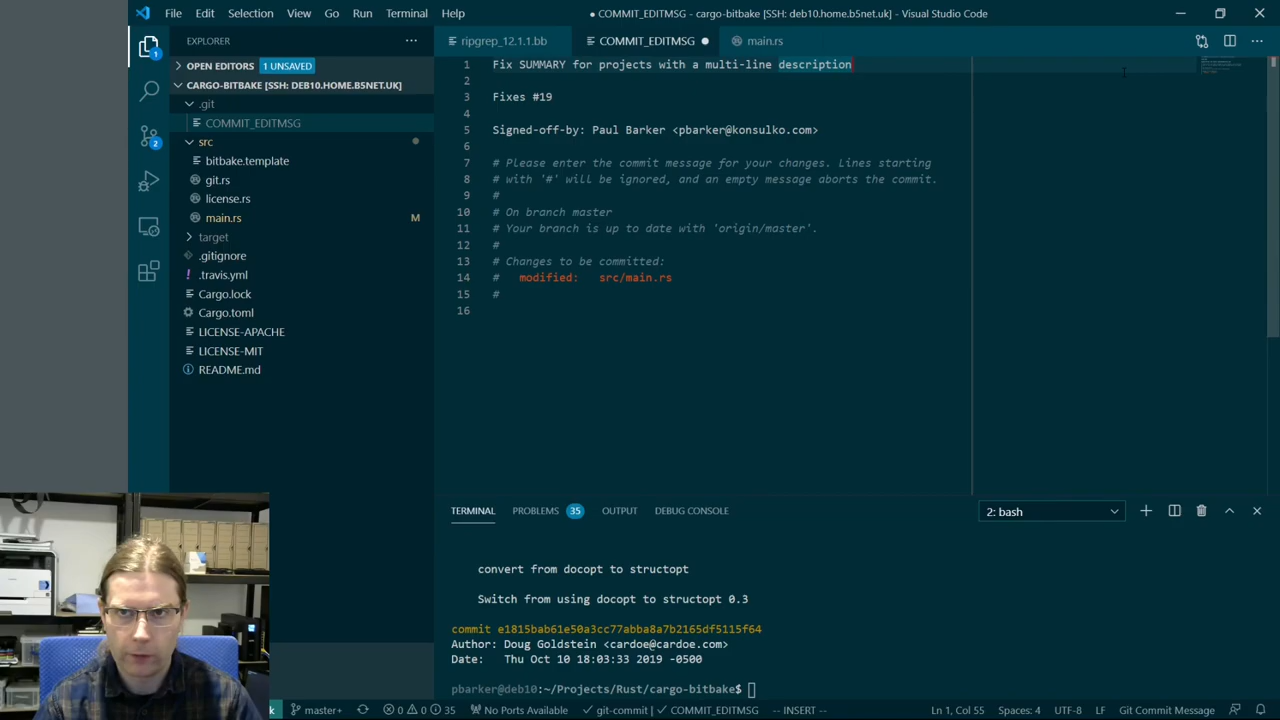 File Edit Selection View Go Run Terminal Help
● COMMIT_EDITMSG - cargo-bitbake [SSH: deb10.home.b5net.uk] - Visual Studio Code
EXPLORER
ripgrep_12.1.1.bb
COMMIT_EDITMSG
main.rs
OPEN EDITORS 1 UNSAVED
CARGO-BITBAKE [SSH: DEB10.HOME.B5NET.UK]
.git
COMMIT_EDITMSG
src
bitbake.template
git.rs
license.rs
main.rs M
target
.gitignore
.travis.yml
Cargo.lock
Cargo.toml
LICENSE-APACHE
LICENSE-MIT
README.md
1
2
1 Fix SUMMARY for projects with a multi-line description
2
3 Fixes #19
4
5 Signed-off-by: Paul Barker <pbarker@konsulko.com>
6
7 # Please enter the commit message for your changes. Lines starting
8 # with '#' will be ignored, and an empty message aborts the commit.
9 #
10 # On branch master
11 # Your branch is up to date with 'origin/master'.
12 #
13 # Changes to be committed:
14 # modified: src/main.rs
15 #
16
TERMINAL PROBLEMS 35 OUTPUT DEBUG CONSOLE
2: bash
convert from docopt to structopt
Switch from using docopt to structopt 0.3
commit e1815bab61e50a3cc77abba8a7b2165df5115f64
Author: Doug Goldstein <cardoe@cardoe.com>
Date: Thu Oct 10 18:03:33 2019 -0500
pbarker@deb10:~/Projects/Rust/cargo-bitbake$
master+ 0 0 35 No Ports Available git-commit | COMMIT_EDITMSG -- INSERT -- Ln 1, Col 55 Spaces: 4 UTF-8 LF Git Commit Message